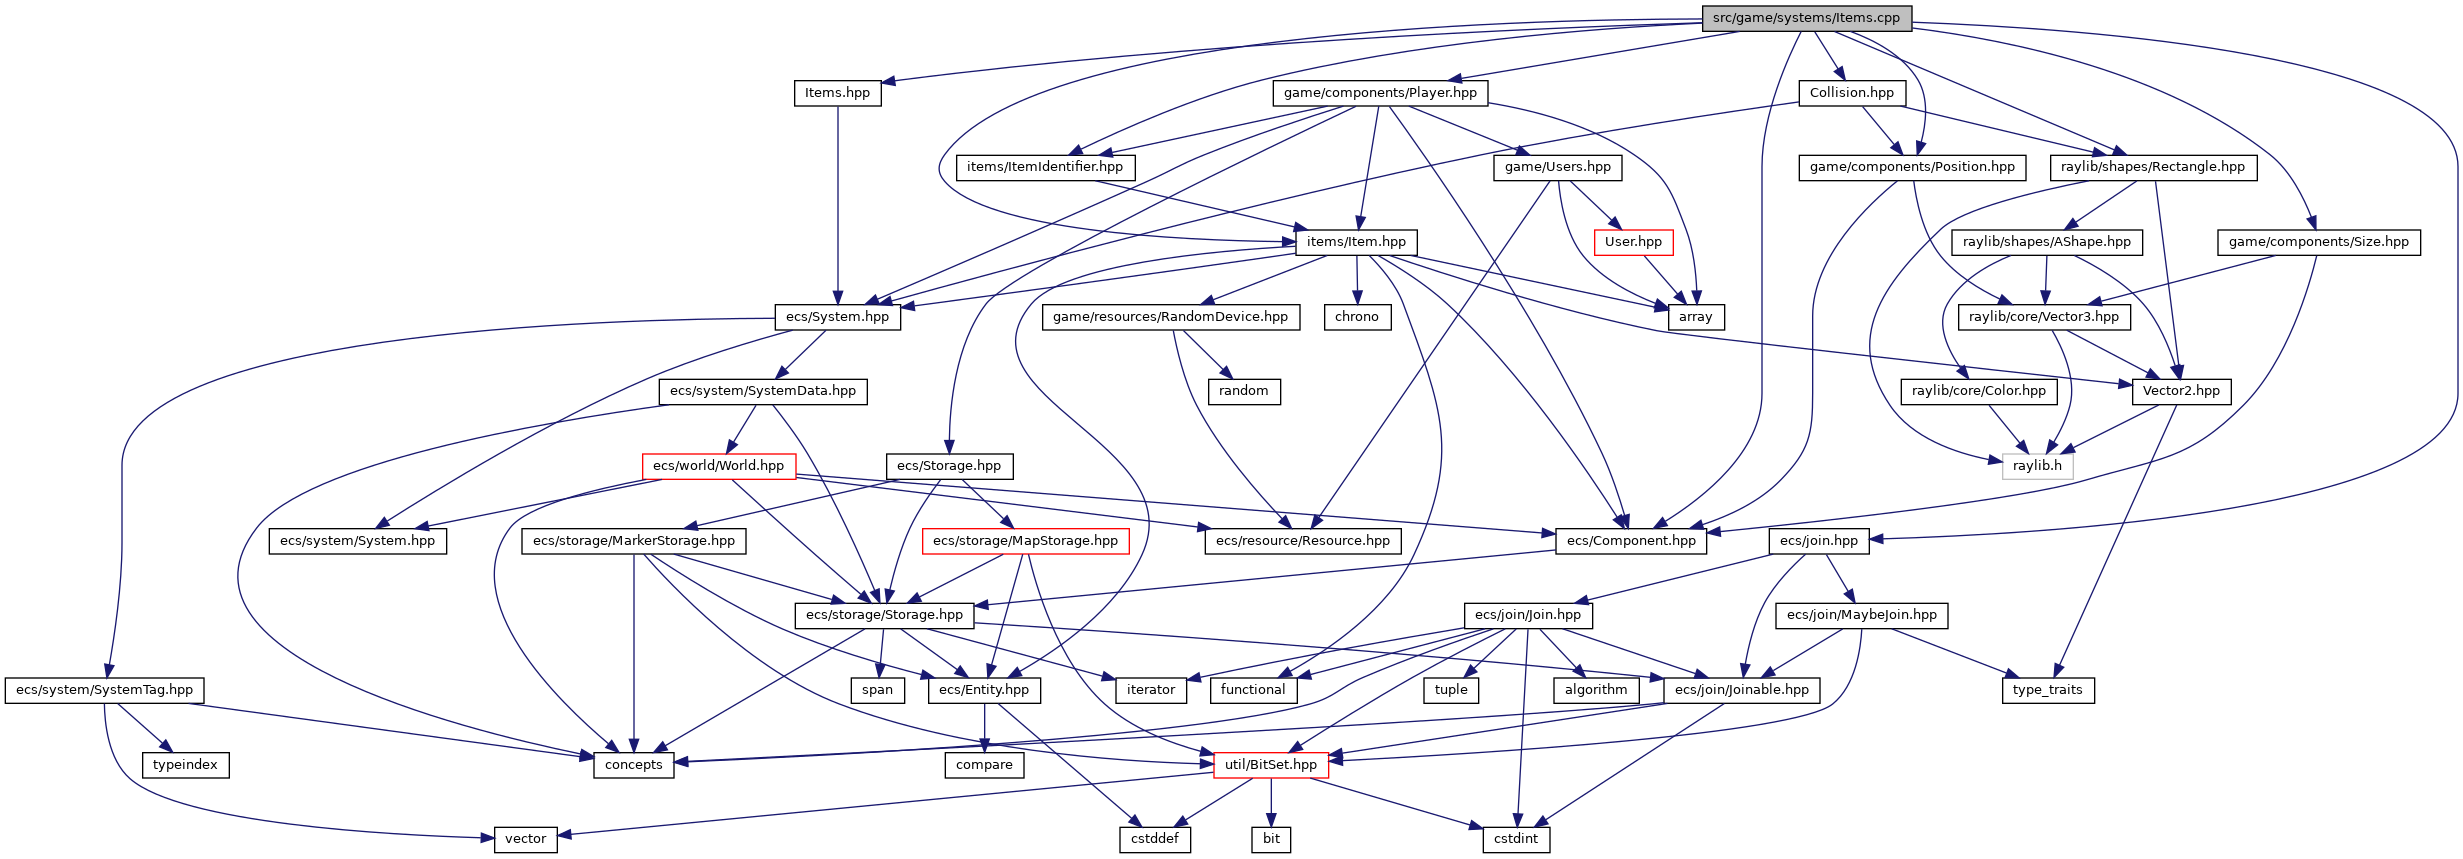 src/game/systems/Items.cpp
Items.hpp
game/components/Player.hpp
Collision.hpp
items/ItemIdentifier.hpp
game/Users.hpp
game/components/Position.hpp
raylib/shapes/Rectangle.hpp
items/Item.hpp
User.hpp
raylib/shapes/AShape.hpp
game/components/Size.hpp
ecs/System.hpp
game/resources/RandomDevice.hpp
chrono
array
raylib/core/Vector3.hpp
ecs/system/SystemData.hpp
random
raylib/core/Color.hpp
Vector2.hpp
ecs/world/World.hpp
ecs/Storage.hpp
raylib.h
ecs/system/System.hpp
ecs/storage/MarkerStorage.hpp
ecs/storage/MapStorage.hpp
ecs/resource/Resource.hpp
ecs/Component.hpp
ecs/join.hpp
ecs/storage/Storage.hpp
ecs/join/Join.hpp
ecs/join/MaybeJoin.hpp
ecs/system/SystemTag.hpp
span
ecs/Entity.hpp
iterator
functional
tuple
algorithm
ecs/join/Joinable.hpp
type_traits
typeindex
concepts
compare
util/BitSet.hpp
vector
cstddef
bit
cstdint